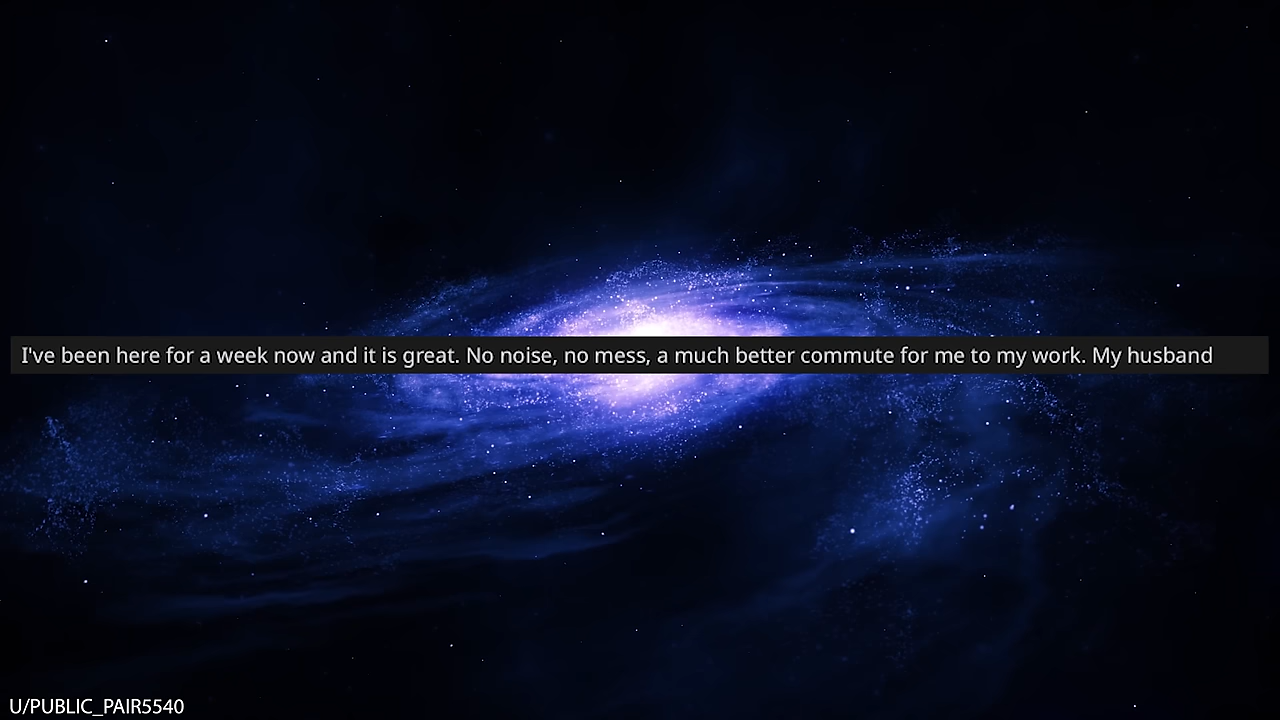 I've been here for a week now and it is great. No noise, no mess, a much better commute for me to my work. My husband
U/PUBLIC_PAIR5540